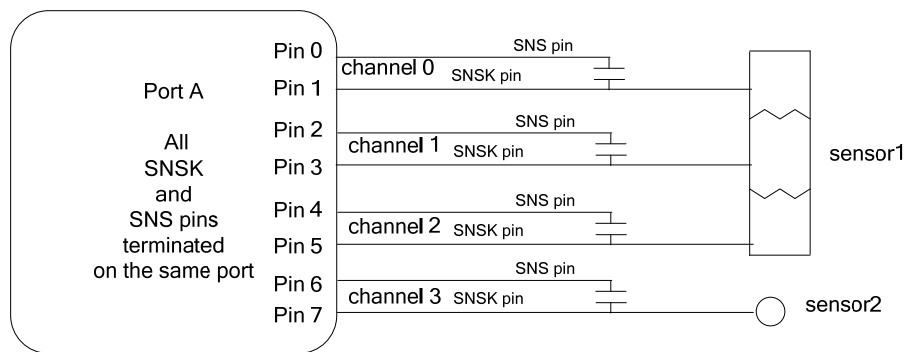 Port A
All
SNSK
and
SNS pins
terminated
on the same port
Pin 0
Pin 1
Pin 2
Pin 3
Pin 4
Pin 5
Pin 6
Pin 7
SNS pin
channel 0
SNSK pin
SNS pin
channel 1
SNSK pin
SNS pin
channel 2
SNSK pin
SNS pin
channel 3
SNSK pin
sensor1
sensor2